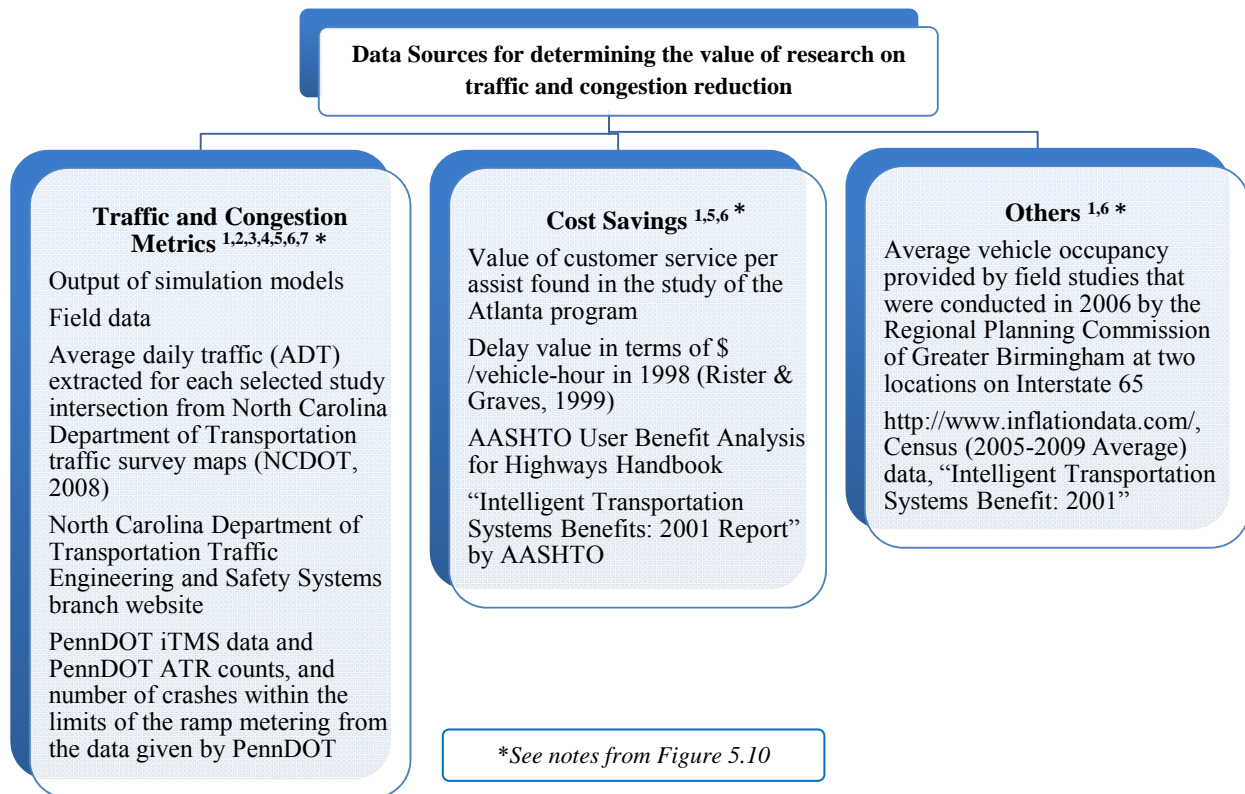 Data Sources for determining the value of research on
traffic and congestion reduction
Traffic and Congestion
Metrics 1,2,3,4,5,6,7 *
Output of simulation models
Field data
Average daily traffic (ADT)
extracted for each selected study
intersection from North Carolina
Department of Transportation
traffic survey maps (NCDOT,
2008)
North Carolina Department of
Transportation Traffic
Engineering and Safety Systems
branch website
PennDOT iTMS data and
PennDOT ATR counts, and
number of crashes within the
limits of the ramp metering from
the data given by PennDOT
Cost Savings 1,5,6 *
Value of customer service per
assist found in the study of the
Atlanta program
Delay value in terms of $
/vehicle-hour in 1998 (Rister &
Graves, 1999)
AASHTO User Benefit Analysis
for Highways Handbook
“Intelligent Transportation
Systems Benefits: 2001 Report”
by AASHTO
Others 1,6 *
Average vehicle occupancy
provided by field studies that
were conducted in 2006 by the
Regional Planning Commission
of Greater Birmingham at two
locations on Interstate 65
http://www.inflationdata.com/,
Census (2005-2009 Average)
data, “Intelligent Transportation
Systems Benefit: 2001”
*See notes from Figure 5.10